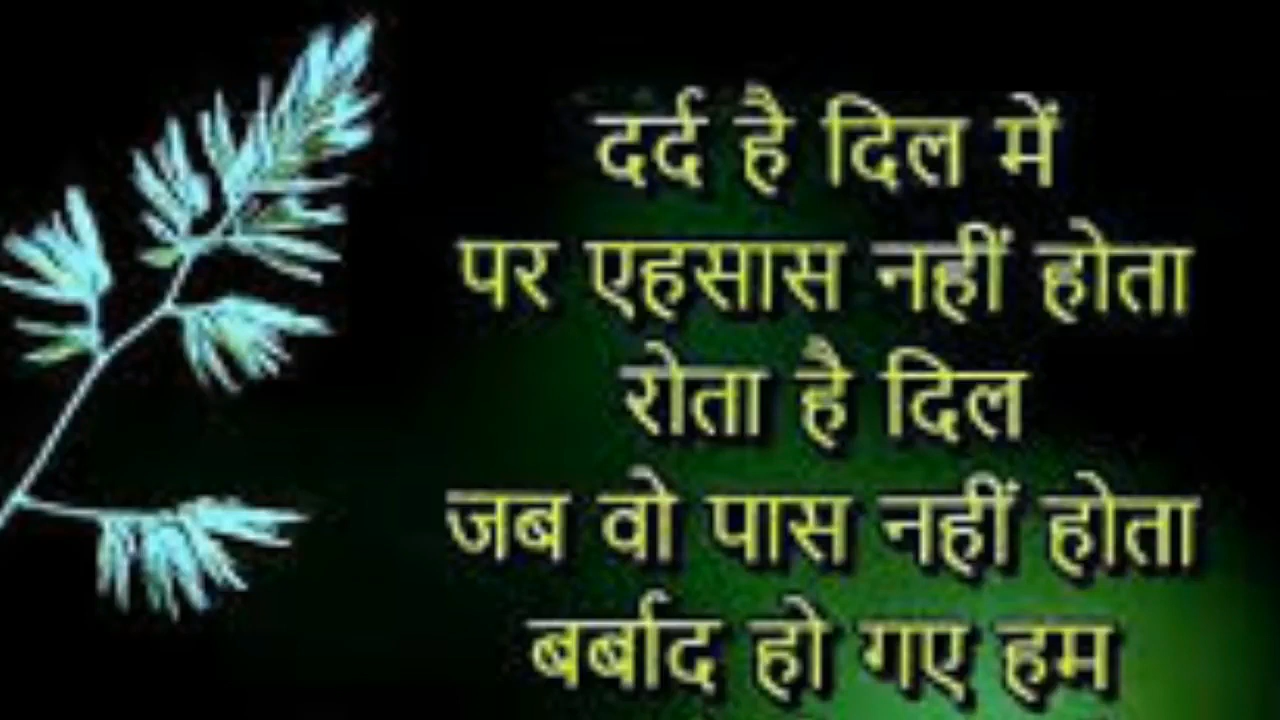 दर्द है दिल में
पर एहसास नहीं होता
रोता है दिल
जब वो पास नहीं होता
बर्बाद हो गए हम